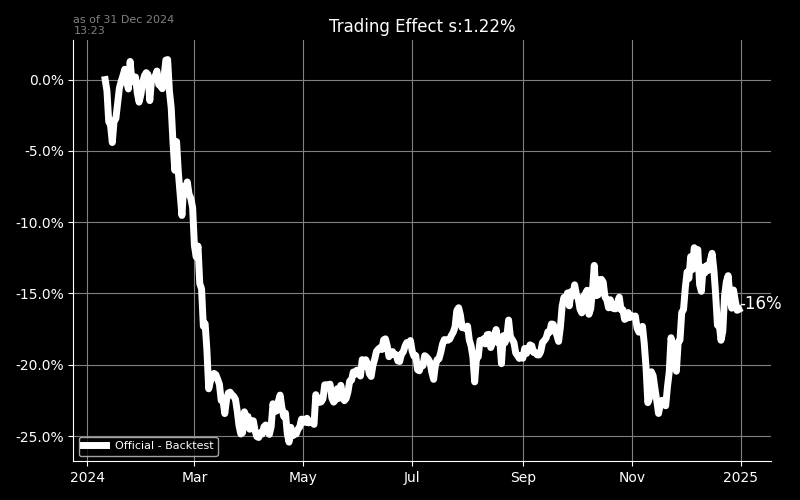 as of 31 Dec 2024
13:23
Trading Effect s:1.22%
0.0%
-5.0%
-10.0%
-15.0%
-16%
-20.0%
-25.0%
Official - Backtest
2024
Mar
May
Jul
Sep
Nov
2025